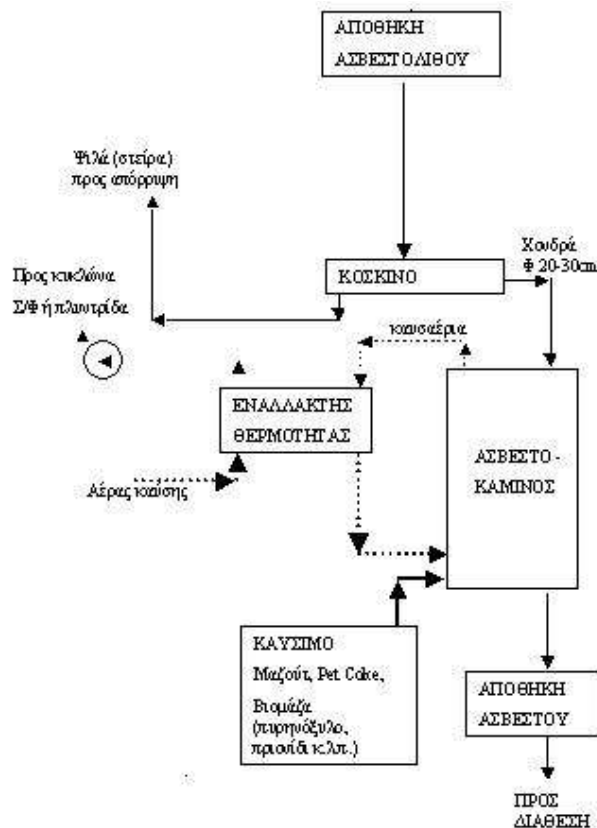 ΑΠΟΘΗΚΗ
ΑΣΒΕΣΤΟΛΙΘΟΥ
Ψιλά (στείρα)
προς απόρριψη
Χονδρά
Φ 20-30cm
ΚΟΣΚΙΝΟ
Προς κυκλώνα
Σ/Φ ή πλυντρίδα
καυσαέρια
ΕΝΑΛΛΑΚΤΗΣ
ΘΕΡΜΟΤΗΤΑΣ
ΑΣΒΕΣΤΟ -
ΚΑΜΙΝΟΣ
Αέρας καύσης
ΚΑΥΣΙΜΟ
Μαζούτ, Pet Coke,
Βιομάζα
(πυρηνόξυλο,
πριονίδι κ.λπ.)
ΑΠΟΘΗΚΗ
ΑΣΒΕΣΤΟΥ
ΠΡΟΣ
ΔΙΑΘΕΣΗ